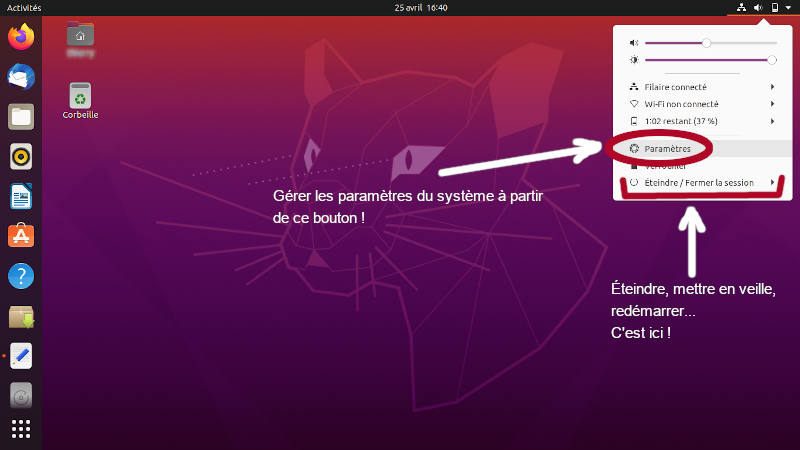 Activités
25 avril 16:40
Filaire connecté
Wi-Fi non connecté
1:02 restant (37 %)
Paramètres
Verrouiller
Éteindre / Fermer la session
Corbeille
Gérer les paramètres du système à partir
de ce bouton !
Éteindre, mettre en veille,
redémarrer...
C'est ici !